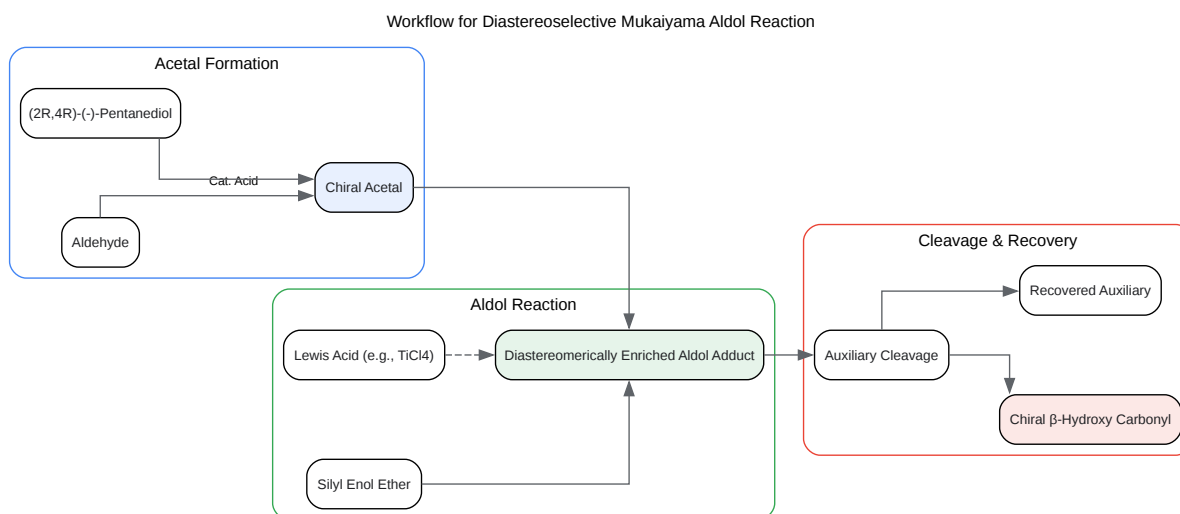 Workflow for Diastereoselective Mukaiyama Aldol Reaction
Acetal Formation
(2R,4R)-(-)-Pentanediol
Cat. Acid
Chiral Acetal
Aldehyde
Aldol Reaction
Lewis Acid (e.g., TiCl4)
Diastereomerically Enriched Aldol Adduct
Silyl Enol Ether
Cleavage & Recovery
Recovered Auxiliary
Auxiliary Cleavage
Chiral β-Hydroxy Carbonyl